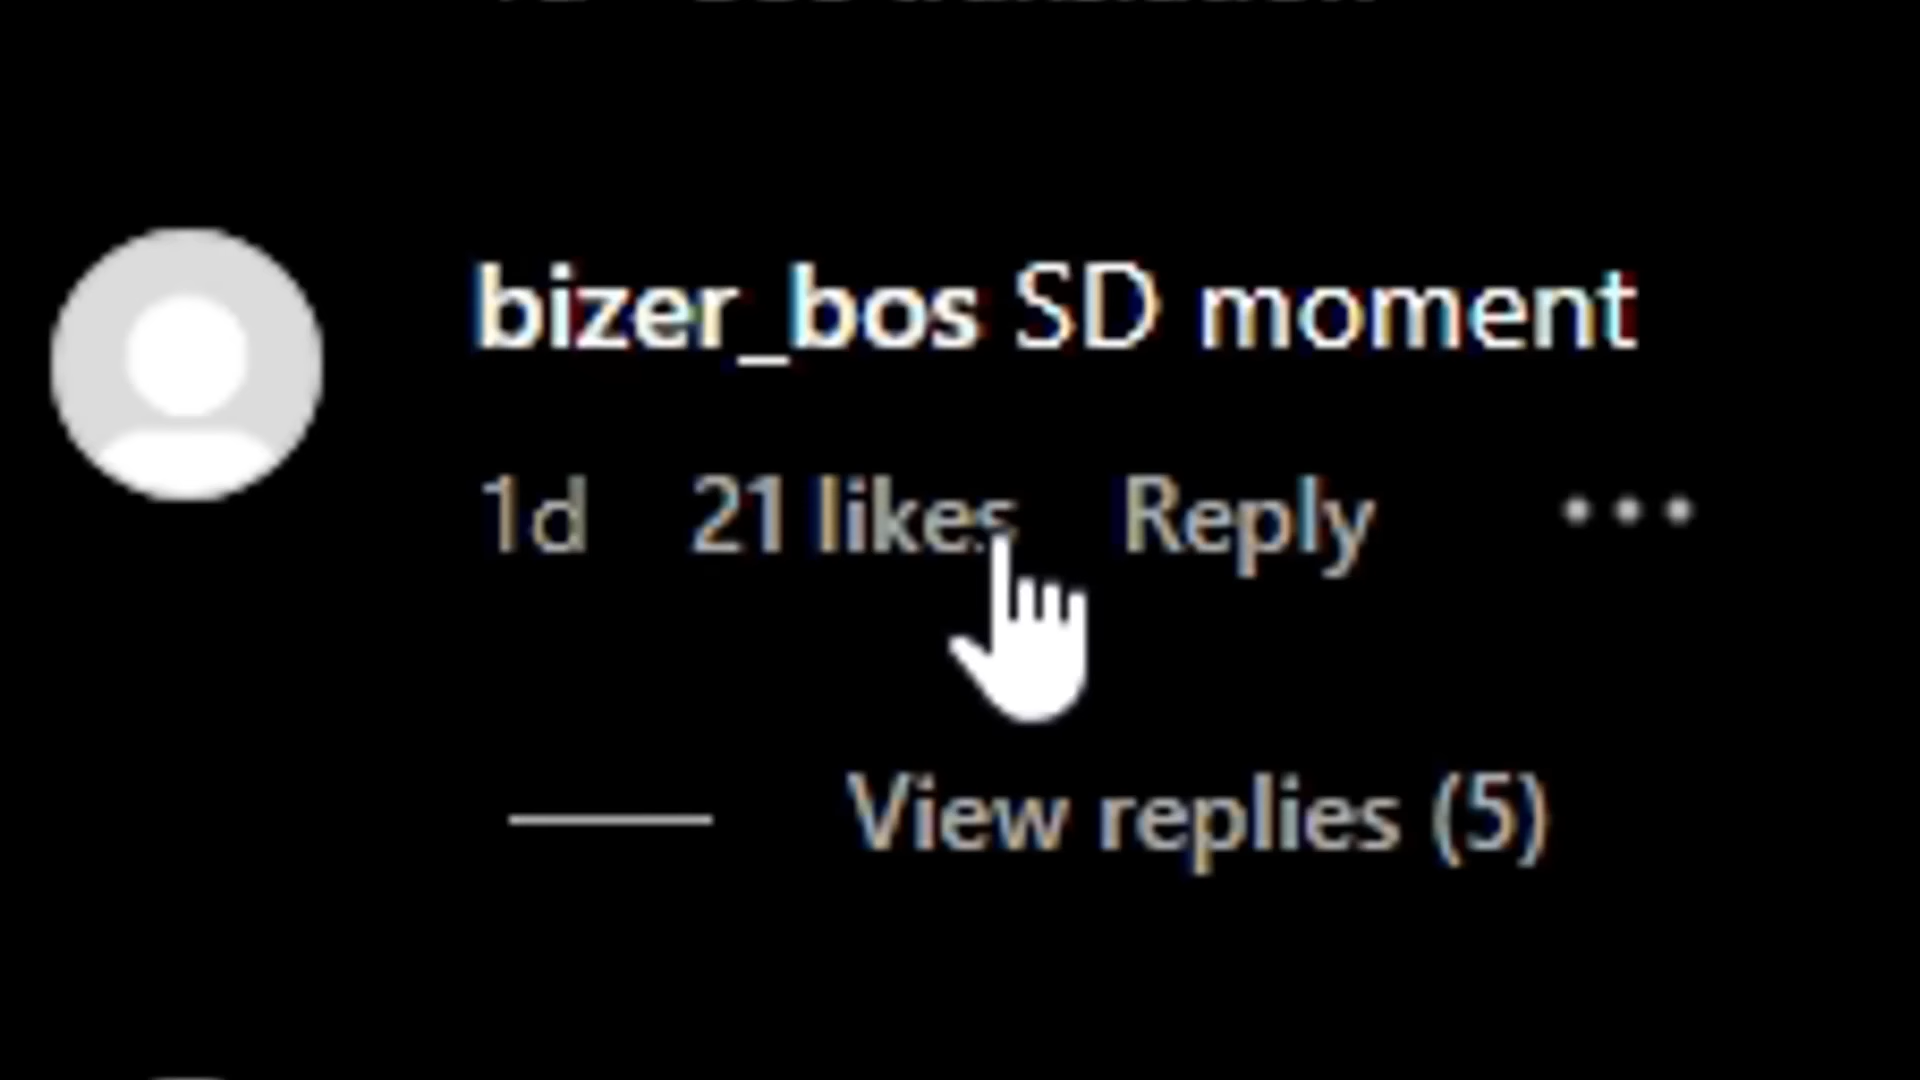 bizer_bos SD moment
1d 21 likes Reply
View replies (5)